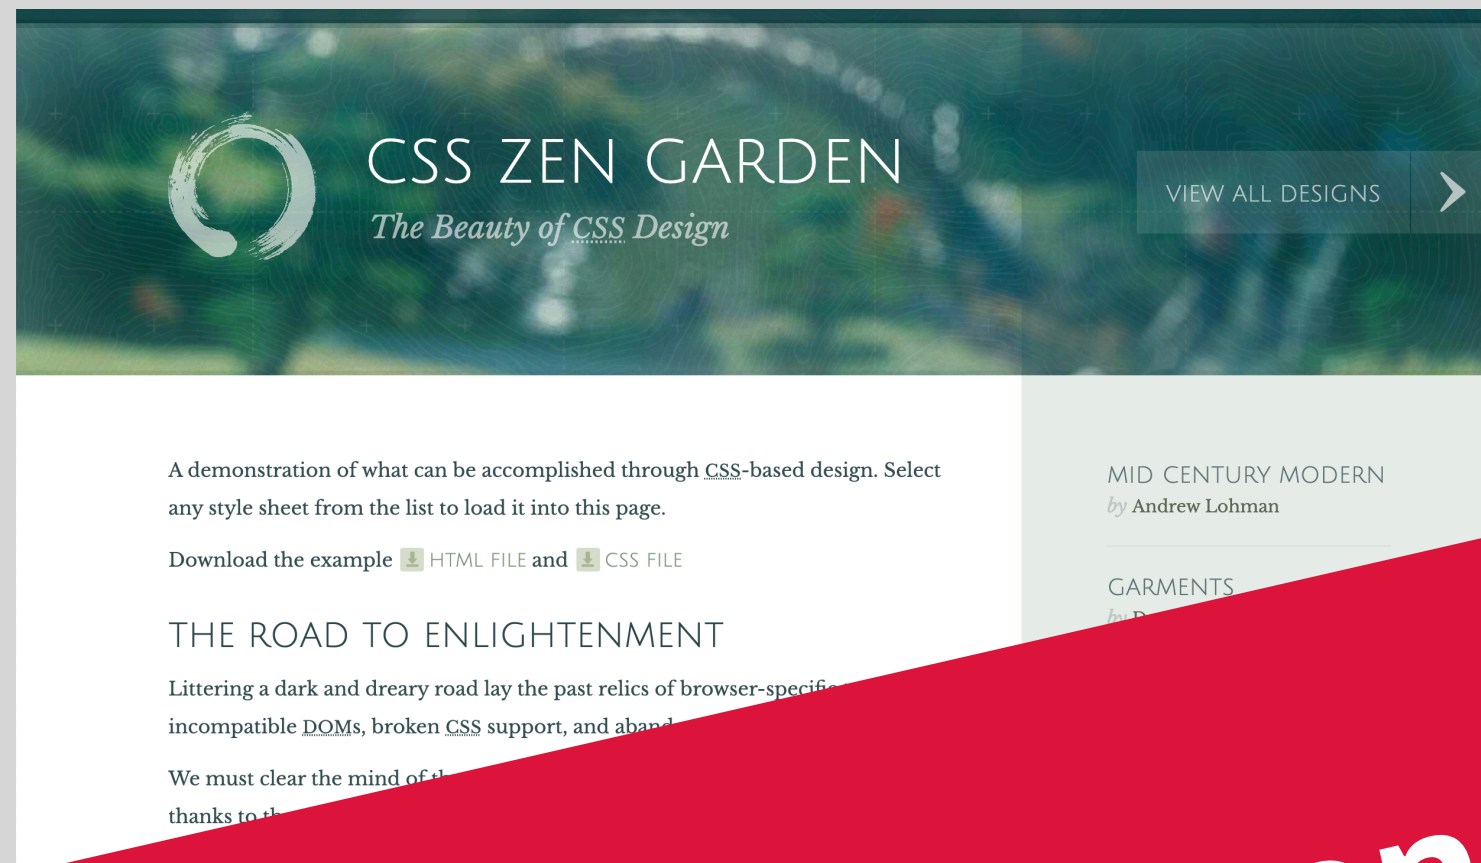 CSS ZEN GARDEN
The Beauty of CSS Design
VIEW ALL DESIGNS
A demonstration of what can be accomplished through CSS-based design. Select
any style sheet from the list to load it into this page.
Download the example HTML FILE and CSS FILE
THE ROAD TO ENLIGHTENMENT
Littering a dark and dreary road lay the past relics of browser-specific
incompatible DOMs, broken CSS support, and
We must clear the mind of
thanks to
MID CENTURY MODERN
by Andrew Lohman
GARMENTS
by